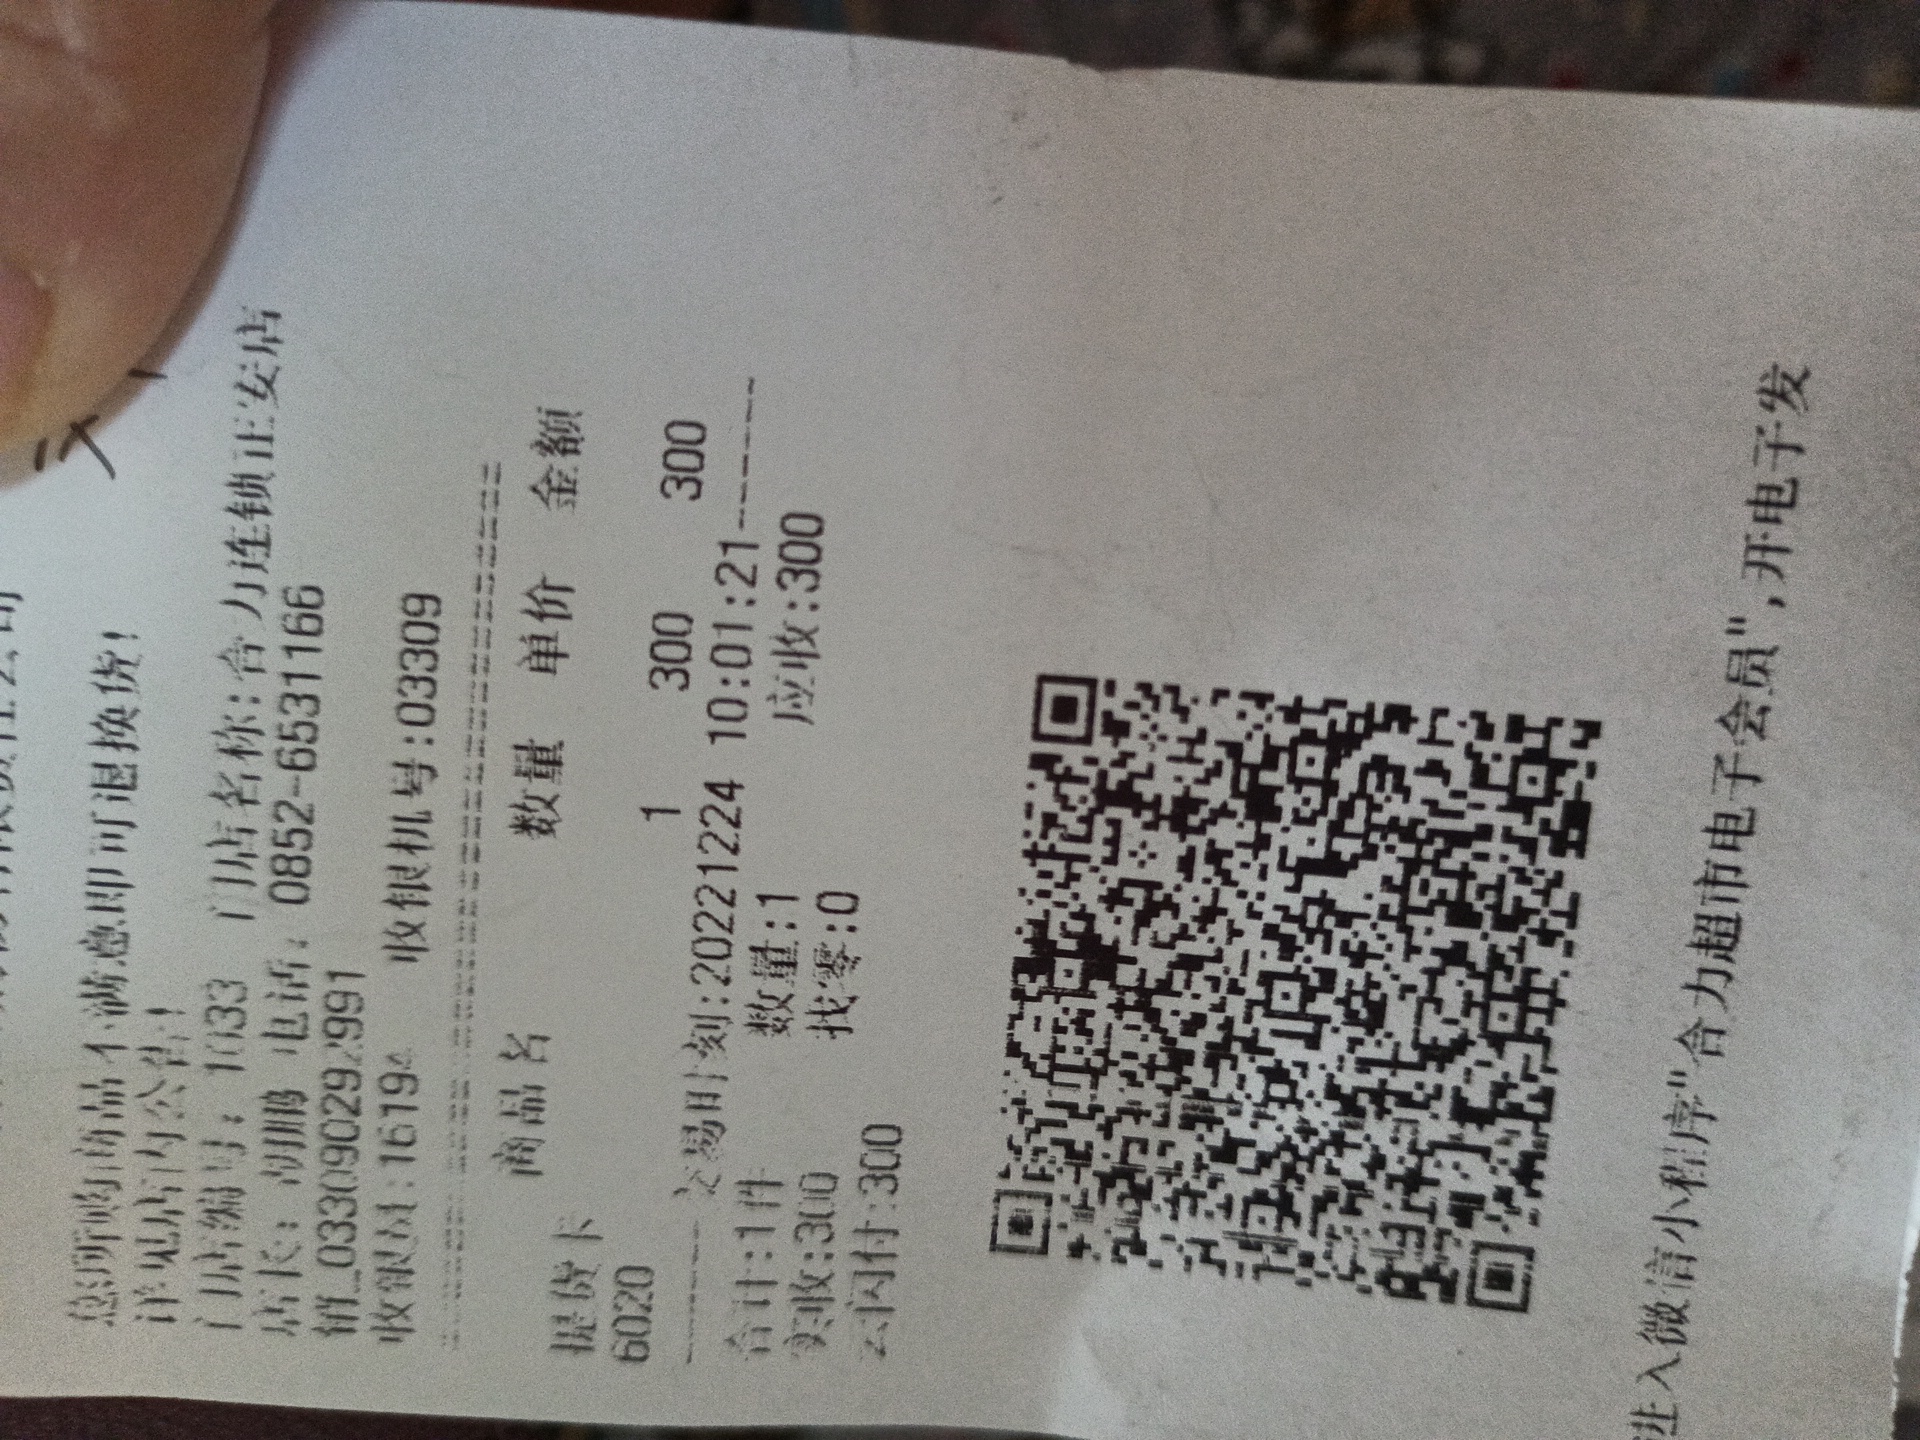 您所购商品不满意即可退换货!
详见店内公告!
门店编号: 1033 门店名称:合力连锁正安店
店长: 胡鹏 电话: 0852-6531166
销_0330902929​91
收银员:16194 收银机号:03309
商品名 数量 单价 金额
提货卡
6020 1 300 300
交易时刻:20221224 10:01:21
合计:1件 数量:1 应收:300
实收:300 找零:0
云闪付:300
进入微信小程序"合力超市电子会员",开电子发